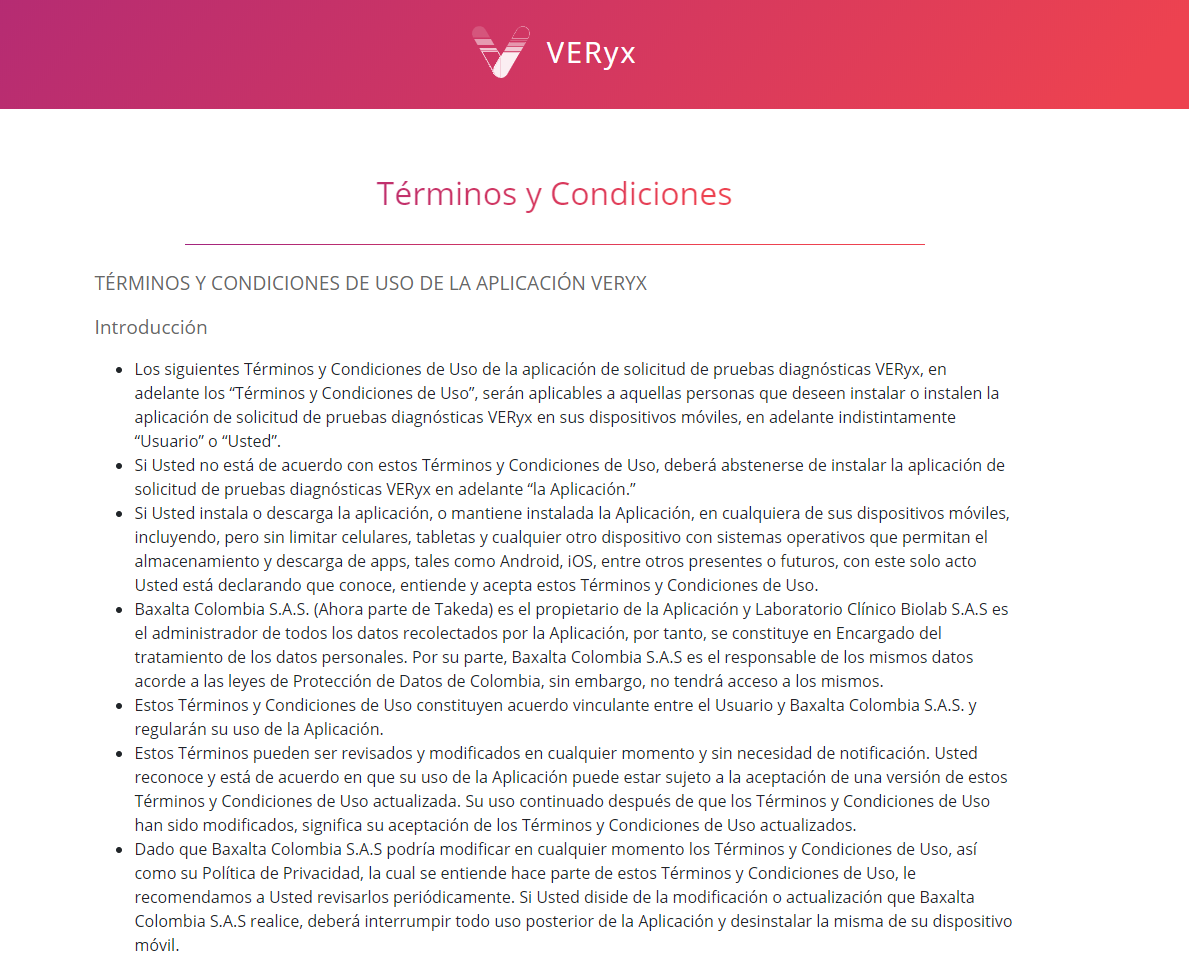 VERyx
Términos y Condiciones
TÉRMINOS Y CONDICIONES DE USO DE LA APLICACIÓN VERYX
Introducción
• Los siguientes Términos y Condiciones de Uso de la aplicación de solicitud de pruebas diagnósticas VERyx, en
adelante los “Términos y Condiciones de Uso”, serán aplicables a aquellas personas que deseen instalar o instalen la
aplicación de solicitud de pruebas diagnósticas VERyx en sus dispositivos móviles, en adelante indistintamente
“Usuario” o “Usted”.
• Si Usted no está de acuerdo con estos Términos y Condiciones de Uso, deberá abstenerse de instalar la aplicación de
solicitud de pruebas diagnósticas VERyx en adelante “la Aplicación.”
• Si Usted instala o descarga la aplicación, o mantiene instalada la Aplicación, en cualquiera de sus dispositivos móviles,
incluyendo, pero sin limitar celulares, tabletas y cualquier otro dispositivo con sistemas operativos que permitan el
almacenamiento y descarga de apps, tales como Android, iOS, entre otros presentes o futuros, con este solo acto
Usted está declarando que conoce, entiende y acepta estos Términos y Condiciones de Uso.
• Baxalta Colombia S.A.S. (Ahora parte de Takeda) es el propietario de la Aplicación y Laboratorio Clínico Biolab S.A.S es
el administrador de todos los datos recolectados por la Aplicación, por tanto, se constituye en Encargado del
tratamiento de los datos personales. Por su parte, Baxalta Colombia S.A.S es el responsable de los mismos datos
acorde a las leyes de Protección de Datos de Colombia, sin embargo, no tendrá acceso a los mismos.
• Estos Términos y Condiciones de Uso constituyen acuerdo vinculante entre el Usuario y Baxalta Colombia S.A.S. y
regularán su uso de la Aplicación.
• Estos Términos pueden ser revisados y modificados en cualquier momento y sin necesidad de notificación. Usted
reconoce y está de acuerdo en que su uso de la Aplicación puede estar sujeto a la aceptación de una versión de estos
Términos y Condiciones de Uso actualizada. Su uso continuado después de que los Términos y Condiciones de Uso
han sido modificados, significa su aceptación de los Términos y Condiciones de Uso actualizados.
• Dado que Baxalta Colombia S.A.S podría modificar en cualquier momento los Términos y Condiciones de Uso, así
como su Política de Privacidad, la cual se entiende hace parte de estos Términos y Condiciones de Uso, le
recomendamos a Usted revisarlos periódicamente. Si Usted diside de la modificación o actualización que Baxalta
Colombia S.A.S realice, deberá interrumpir todo uso posterior de la Aplicación y desinstalar la misma de su dispositivo
móvil.